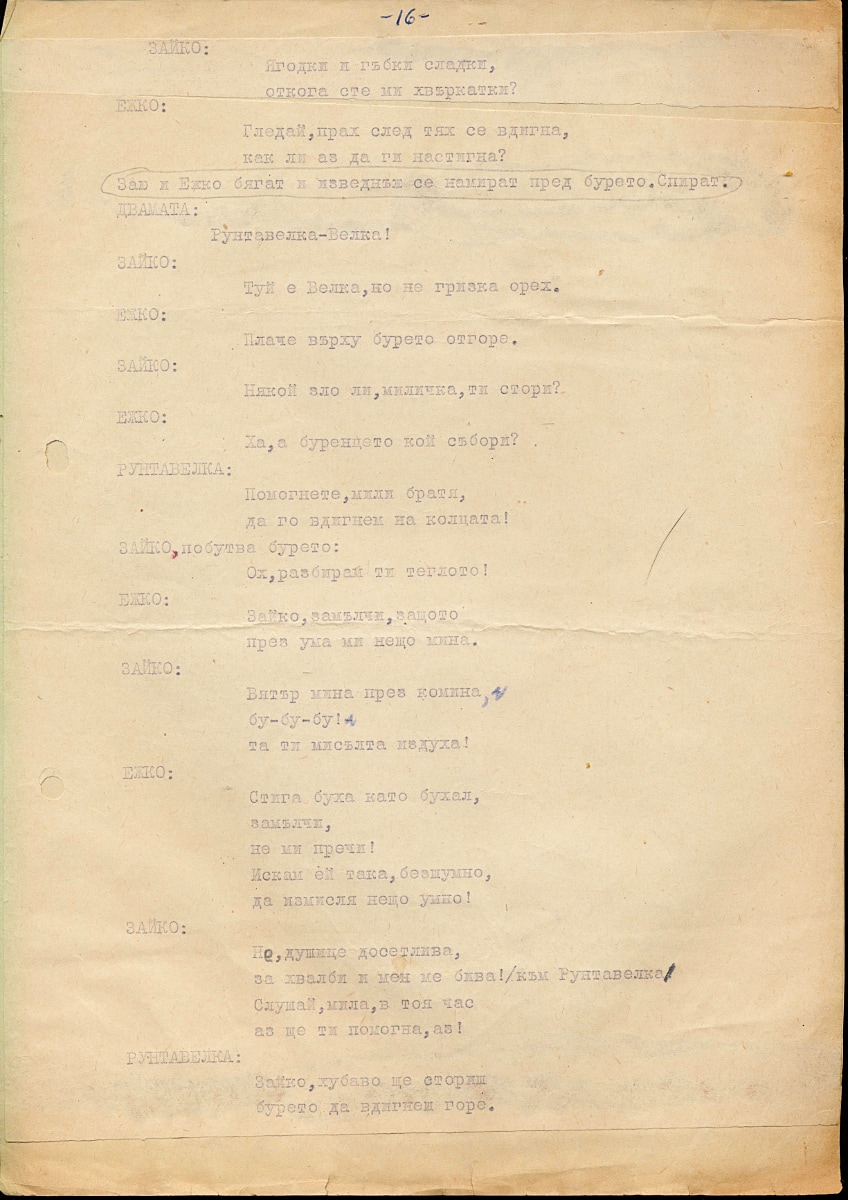 -16-
ЗАЙКО:
Ягодки и гъбки сладки,
откога сте ми хвъркатки?
ЕЖКО:
Гледай,прах след тях се вдигна,
как ли аз да ги настигна?
Заю и Ежко бягат и изведнъж се намират пред бурето.Спират.
ДВАМАТА:
Рунтавелка-Велка!
ЗАЙКО:
Туй е Велка,но не гризка орех.
ЕЖКО:
Плаче върху бурето отгоре.
ЗАЙКО:
Някой зло ли,миличка,ти стори?
ЕЖКО:
Ха,а буренцето кой събори?
РУНТАВЕЛКА:
Помогнете,мили братя,
да го вдигнем на колцата!
ЗАЙКО,побутва бурето:
Ох,разбирай ти теглото!
ЕЖКО:
Зайко,замълчи,защото
през ума ми нещо мина.
ЗАЙКО:
Вятър мина през комина,
бу-бу-бу!
та ти мисълта издуха!
ЕЖКО:
Стига буха като бухал,
замълчи,
не ми пречи!
Искам ей така,безшумно,
да измисля нещо умно!
ЗАЙКО:
Не,душице досетлива,
за хвалби и мен ме бива!/към Рунтавелка/
Слушай,мила,в тоя час
аз ще ти помогна,аз!
РУНТАВЕЛКА:
Зайко,хубаво ще сториш
бурето да вдигнеш горе.